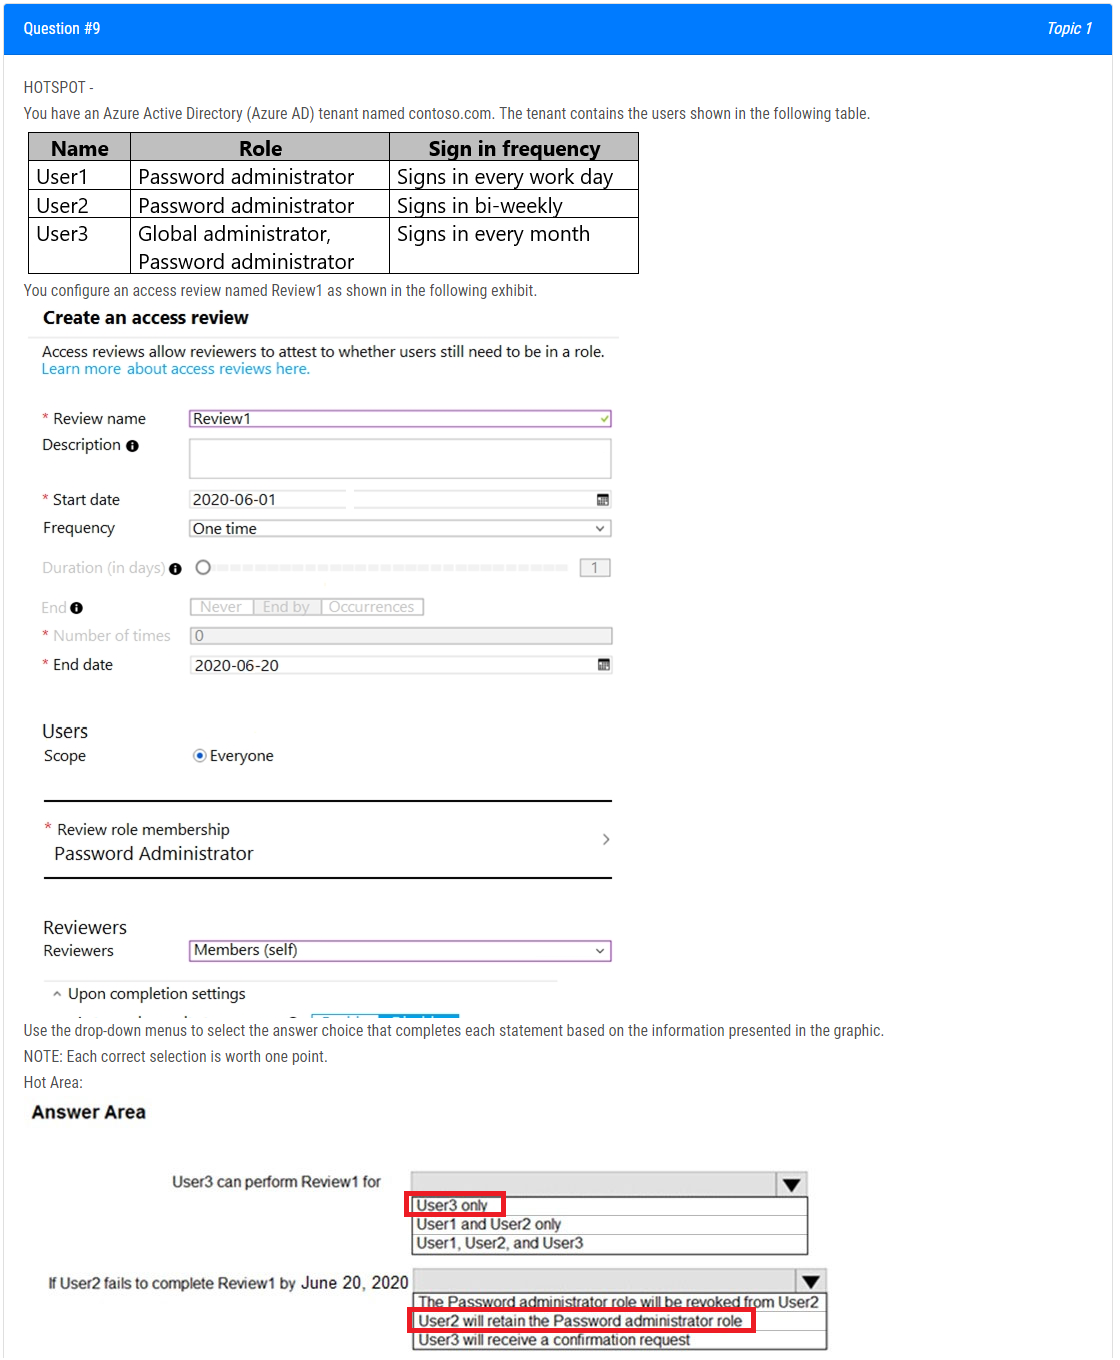 Question #9 Topic 1
HOTSPOT -
You have an Azure Active Directory (Azure AD) tenant named contoso.com. The tenant contains the users shown in the following table.
Name Role Sign in frequency
User1 Password administrator Signs in every work day
User2 Password administrator Signs in bi-weekly
User3 Global administrator, Signs in every month
Password administrator
You configure an access review named Review1 as shown in the following exhibit.
Create an access review
Access reviews allow reviewers to attest to whether users still need to be in a role.
Learn more about access reviews here.
* Review name Review1
Description
* Start date 2020-06-01
Frequency One time
Duration (in days) 1
End Never End by Occurrences
* Number of times 0
* End date 2020-06-20
Users
Scope Everyone
* Review role membership
Password Administrator
Reviewers
Reviewers Members (self)
Upon completion settings
Use the drop-down menus to select the answer choice that completes each statement based on the information presented in the graphic.
NOTE: Each correct selection is worth one point.
Hot Area:
Answer Area
User3 can perform Review1 for
User3 only
User1 and User2 only
User1, User2, and User3
If User2 fails to complete Review1 by June 20, 2020
The Password administrator role will be revoked from User2
User2 will retain the Password administrator role
User3 will receive a confirmation request